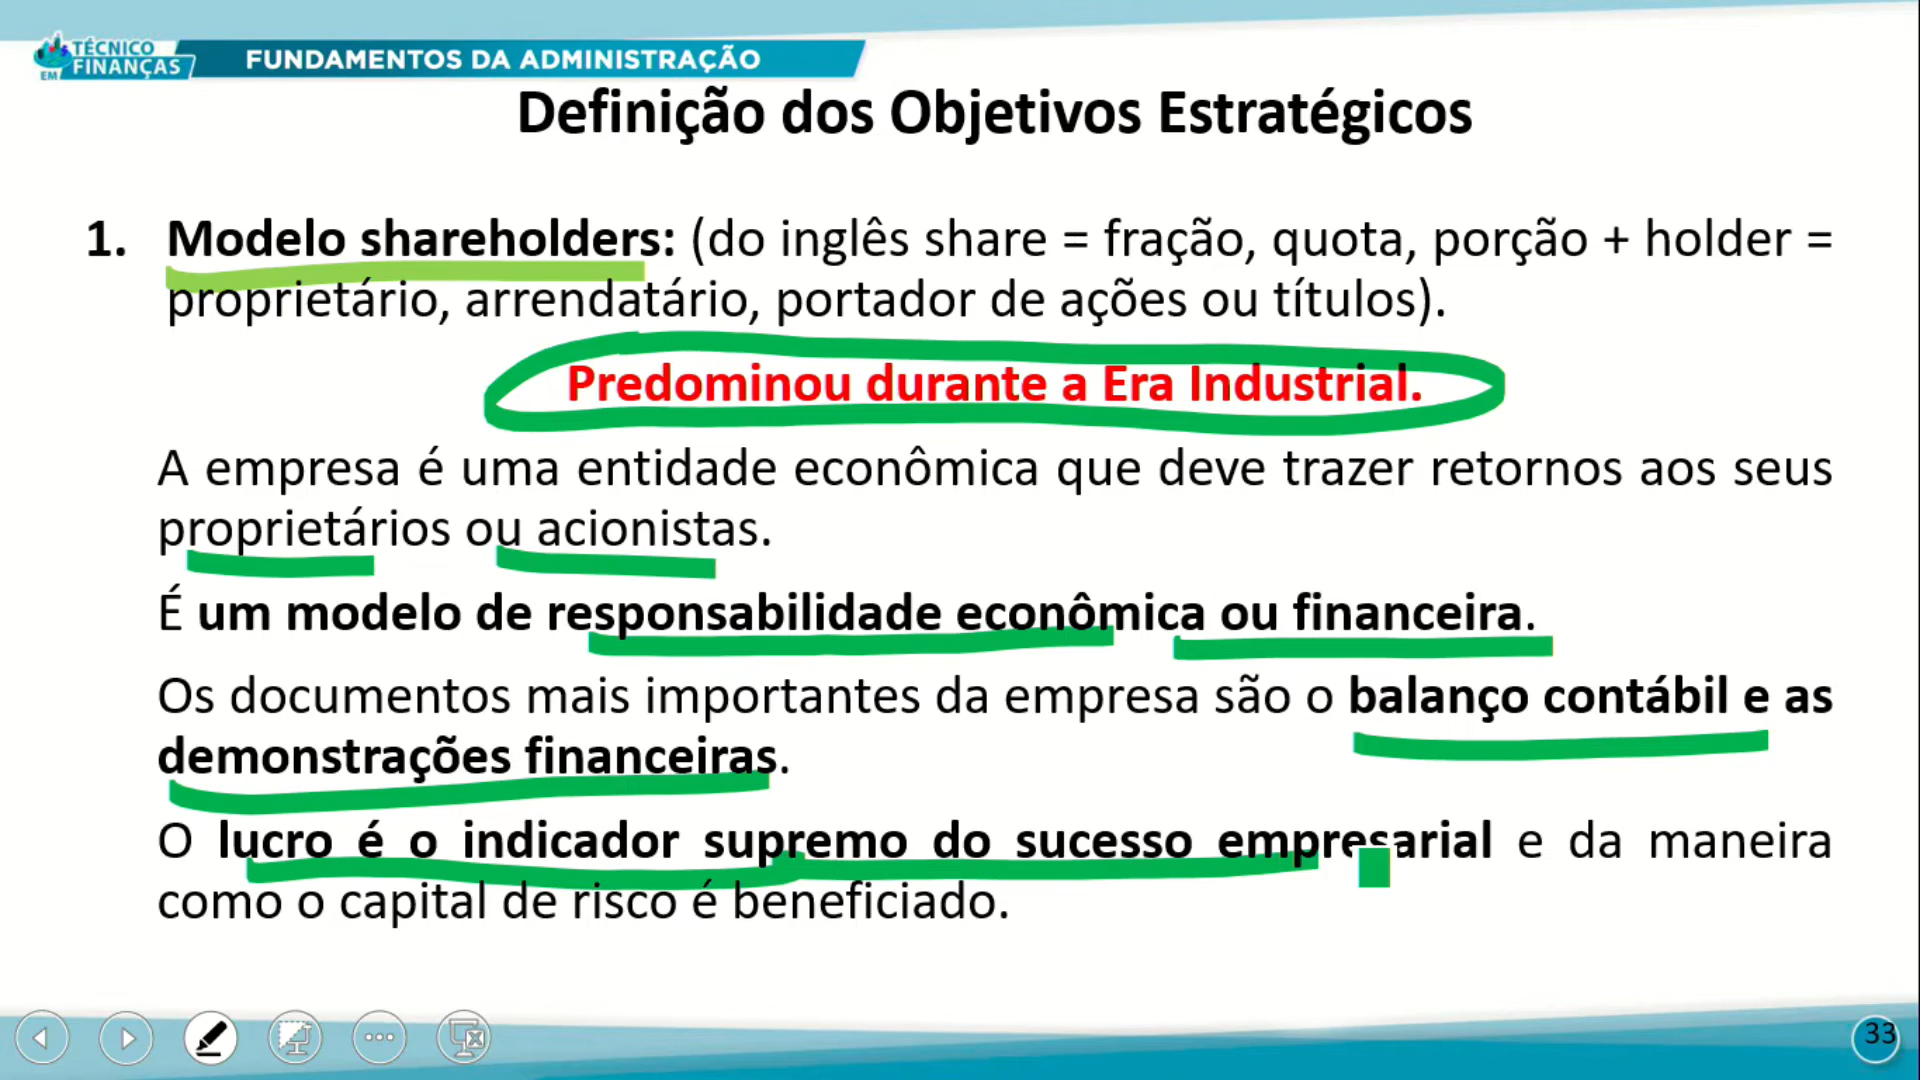 TÉCNICO
EM FINANÇAS
FUNDAMENTOS DA ADMINISTRAÇÃO
Definição dos Objetivos Estratégicos
1. Modelo shareholders: (do inglês share = fração, quota, porção + holder =
proprietário, arrendatário, portador de ações ou títulos).
Predominou durante a Era Industrial.
A empresa é uma entidade econômica que deve trazer retornos aos seus
proprietários ou acionistas.
É um modelo de responsabilidade econômica ou financeira.
Os documentos mais importantes da empresa são o balanço contábil e as
demonstrações financeiras.
O lucro é o indicador supremo do sucesso empresarial e da maneira
como o capital de risco é beneficiado.
33